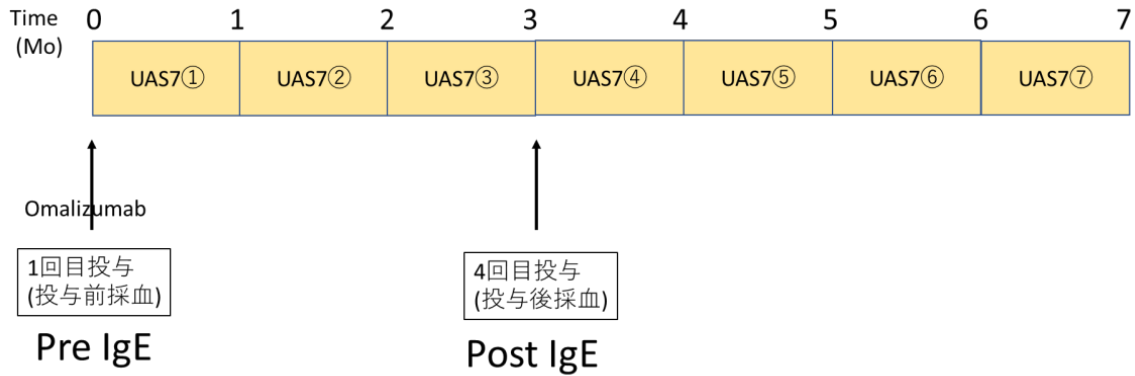 Time 0 1 2 3 4 5 6 7
(Mo)
UAS7① UAS7② UAS7③ UAS7④ UAS7⑤ UAS7⑥ UAS7⑦
Omalizumab
1回目投与
(投与前採血)
Pre IgE
4回目投与
(投与後採血)
Post IgE